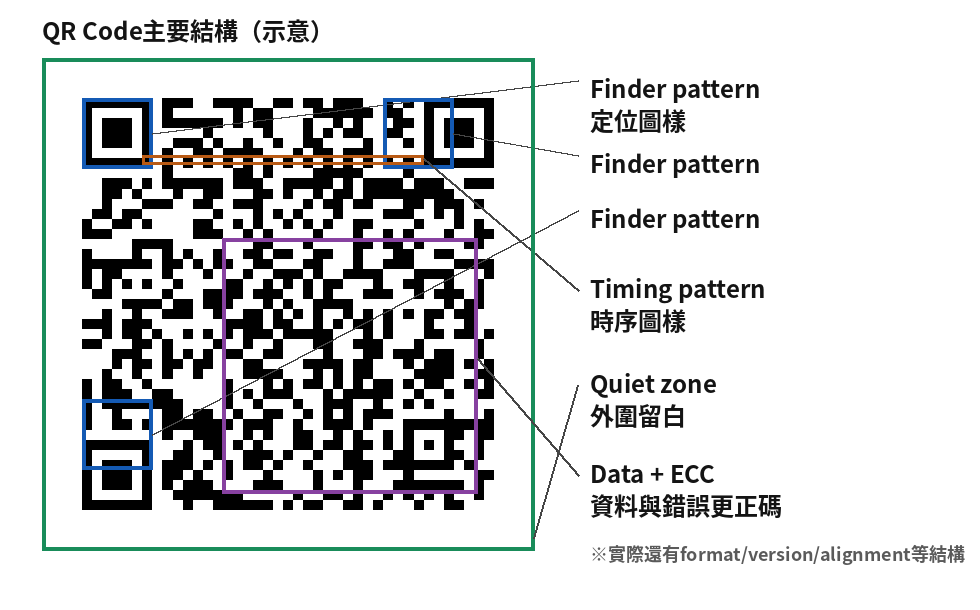 QR Code主要結構（示意）
Finder pattern
定位圖樣
Finder pattern
Finder pattern
Timing pattern
時序圖樣
Quiet zone
外圍留白
Data + ECC
資料與錯誤更正碼
※實際還有format/version/alignment等結構